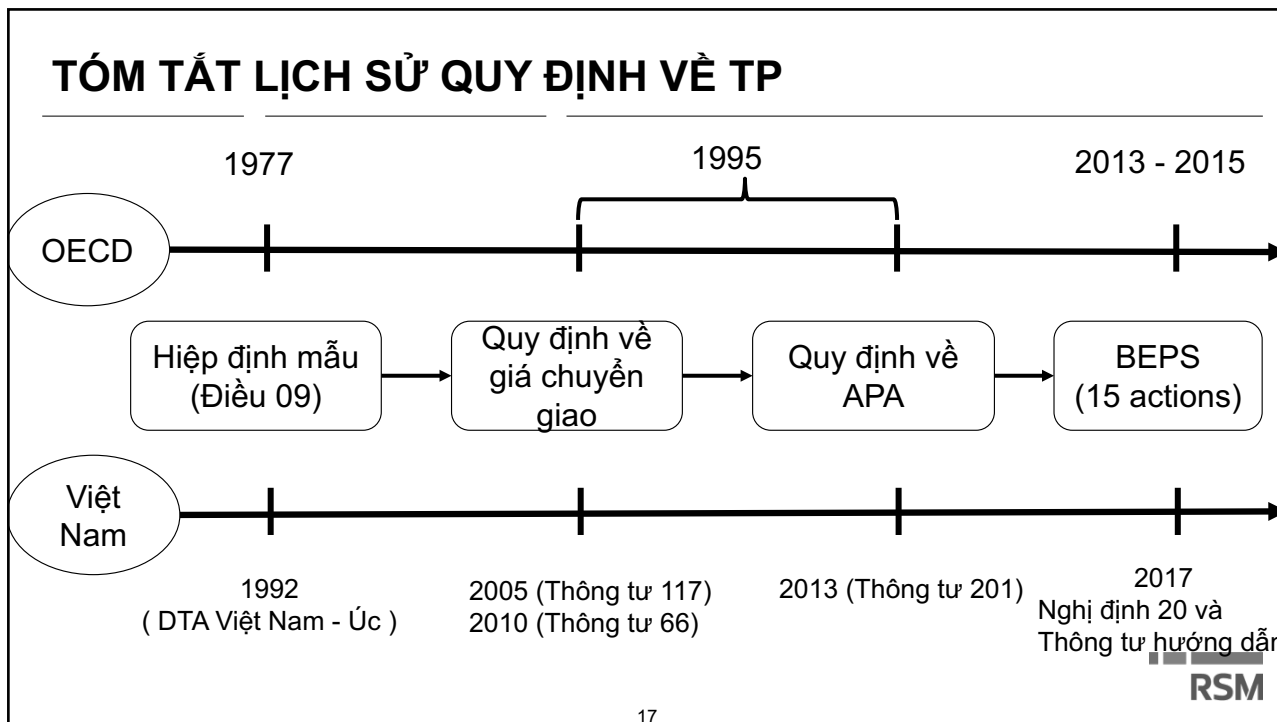 TÓM TẮT LỊCH SỬ QUY ĐỊNH VỀ TP
1977
1995
2013 - 2015
OECD
Hiệp định mẫu
(Điều 09)
Quy định về
giá chuyển
giao
Quy định về
APA
BEPS
(15 actions)
Việt
Nam
1992
( DTA Việt Nam - Úc )
2005 (Thông tư 117)
2010 (Thông tư 66)
2013 (Thông tư 201)
2017
Nghị định 20 và
Thông tư hướng dẫn
RSM
17